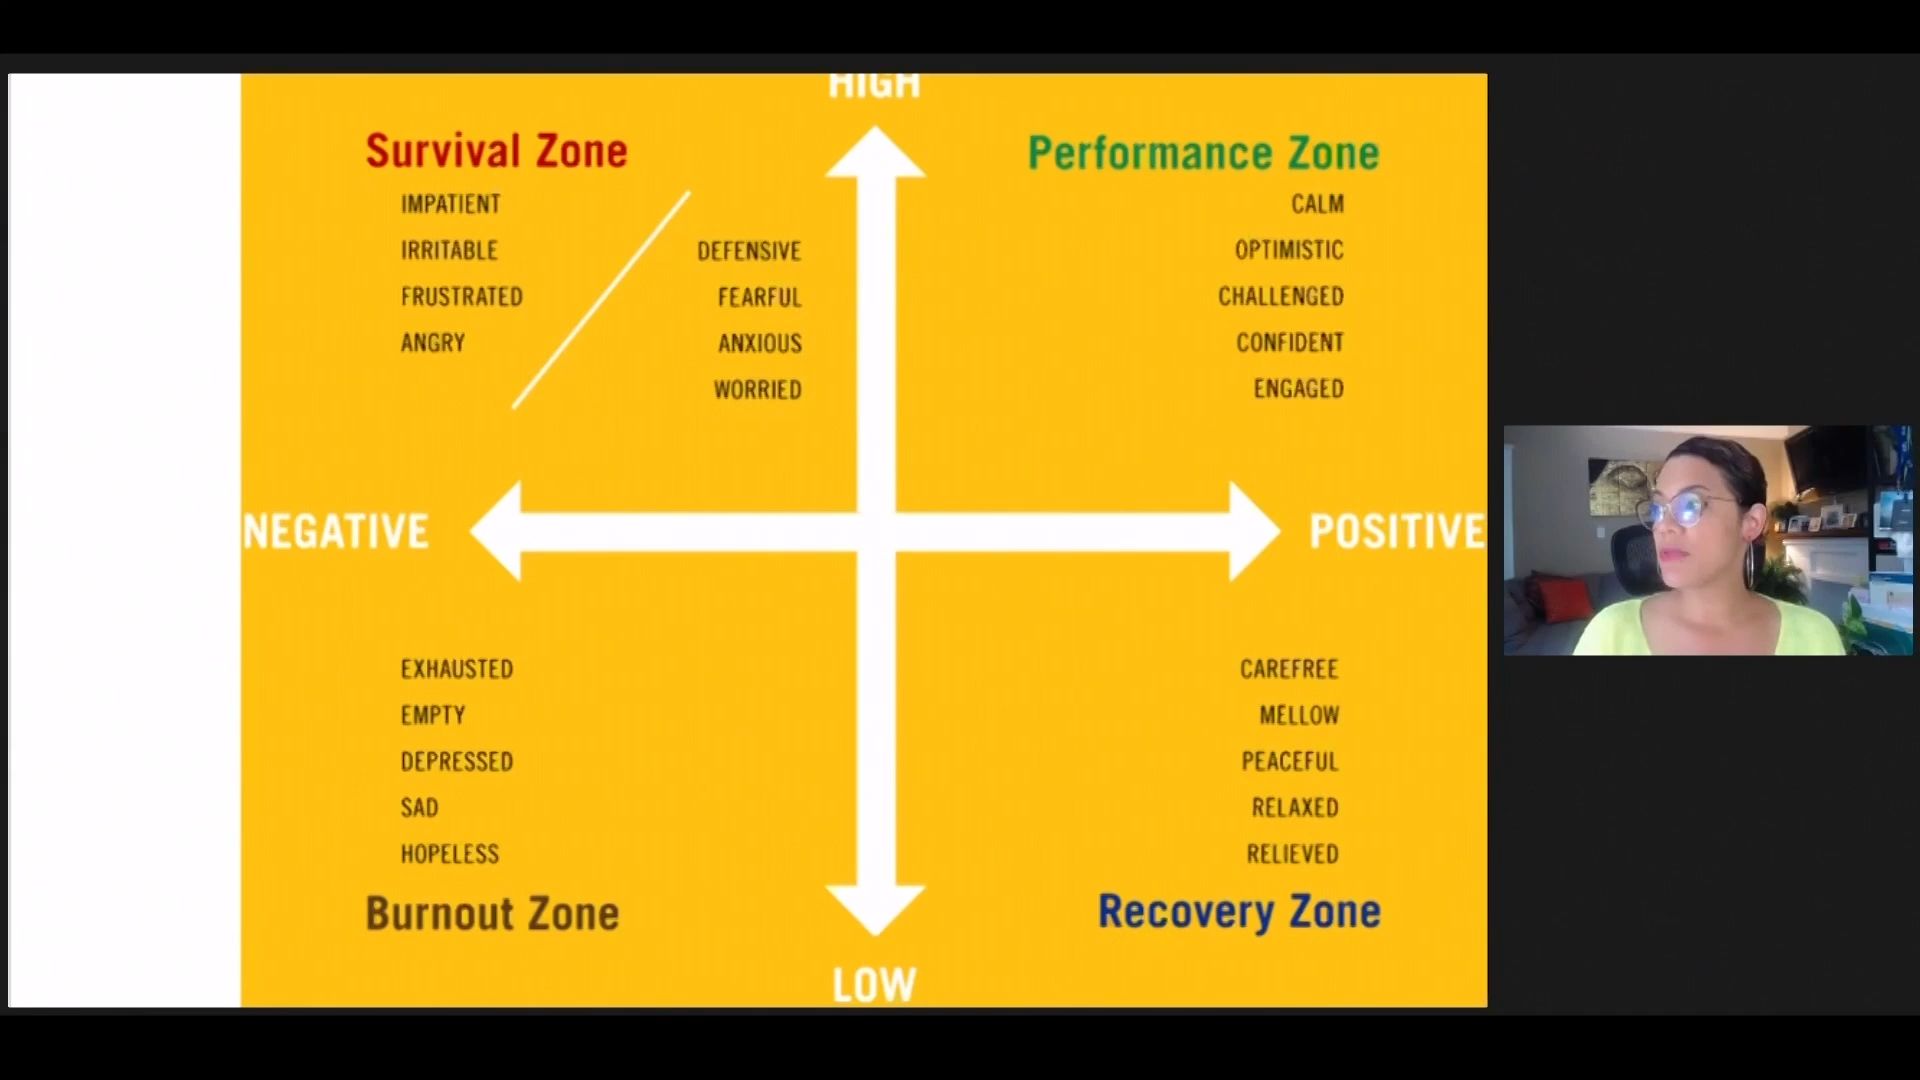 HIGH
Survival Zone
IMPATIENT
IRRITABLE
FRUSTRATED
ANGRY
DEFENSIVE
FEARFUL
ANXIOUS
WORRIED
Performance Zone
CALM
OPTIMISTIC
CHALLENGED
CONFIDENT
ENGAGED
NEGATIVE
POSITIVE
EXHAUSTED
EMPTY
DEPRESSED
SAD
HOPELESS
Burnout Zone
CAREFREE
MELLOW
PEACEFUL
RELAXED
RELIEVED
Recovery Zone
LOW